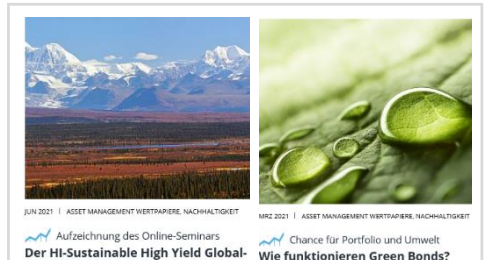 JUN 2021 | ASSET MANAGEMENT WERTPAPIERE, NACHHALTIGKEIT
Aufzeichnung des Online-Seminars
Der HI-Sustainable High Yield Global-
MRZ 2021 | ASSET MANAGEMENT WERTPAPIERE, NACHHALTIGKEIT
Chance für Portfolio und Umwelt
Wie funktionieren Green Bonds?